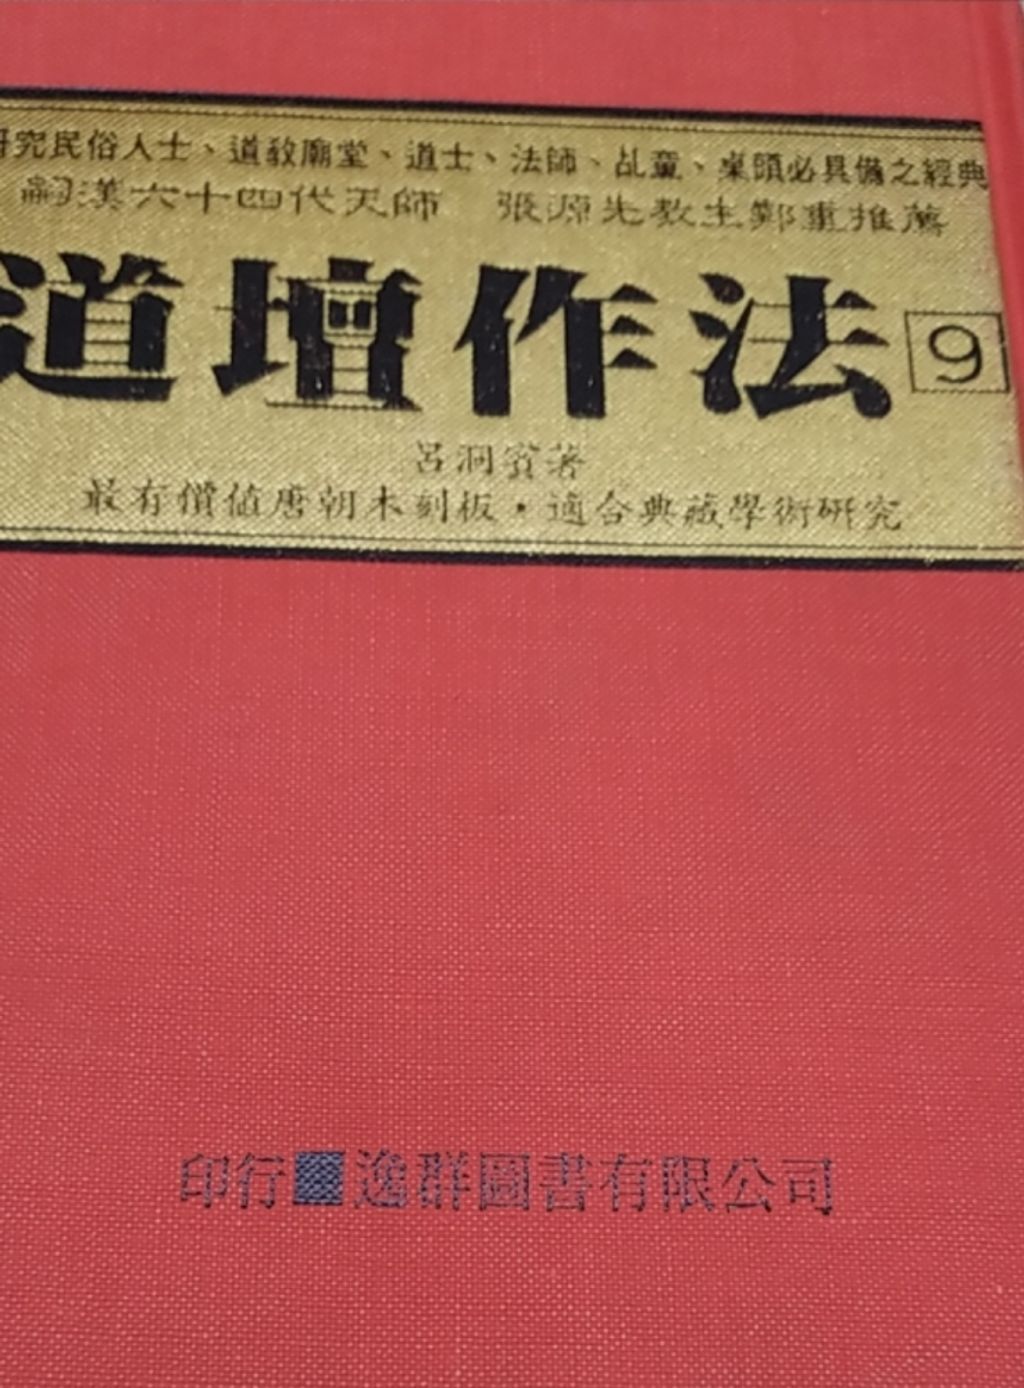 研究民俗人士、道教廟堂、道士、法師、乩童、桌頭必具備之經典
嗣漢六十四代天師 張源先教主鄭重推薦
道壇作法 9
呂洞賓著
最有價值唐朝木刻板，適合典藏學術研究
印行 逸群圖書有限公司